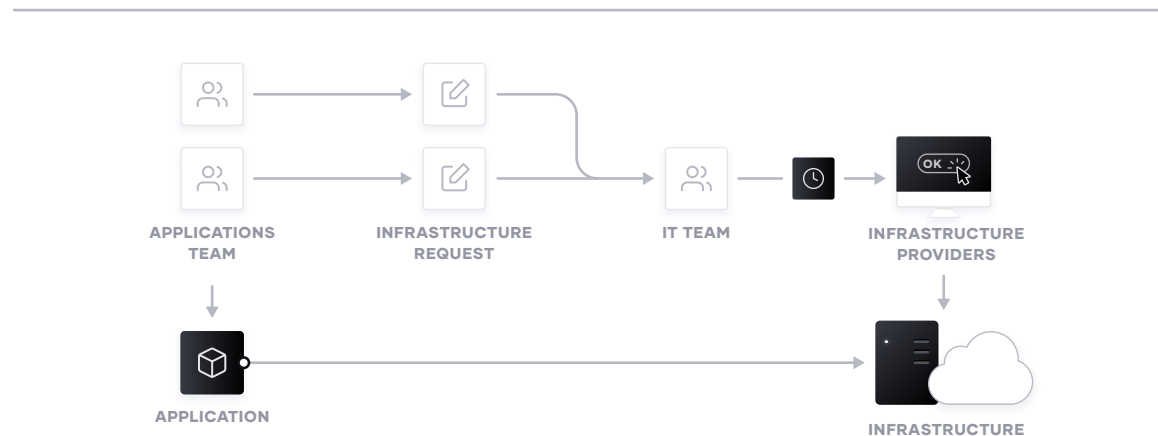 OK
APPLICATIONS
TEAM
INFRASTRUCTURE
REQUEST
IT TEAM
INFRASTRUCTURE
PROVIDERS
APPLICATION
INFRASTRUCTURE